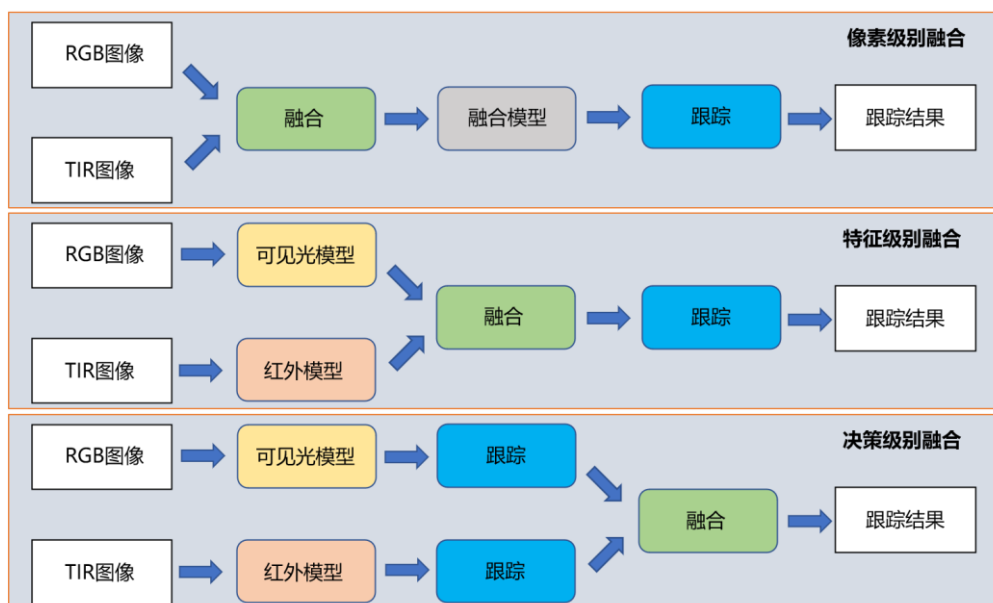 像素级别融合
RGB图像
TIR图像
融合
融合模型
跟踪
跟踪结果
特征级别融合
RGB图像
可见光模型
TIR图像
红外模型
融合
跟踪
跟踪结果
决策级别融合
RGB图像
可见光模型
跟踪
TIR图像
红外模型
跟踪
融合
跟踪结果